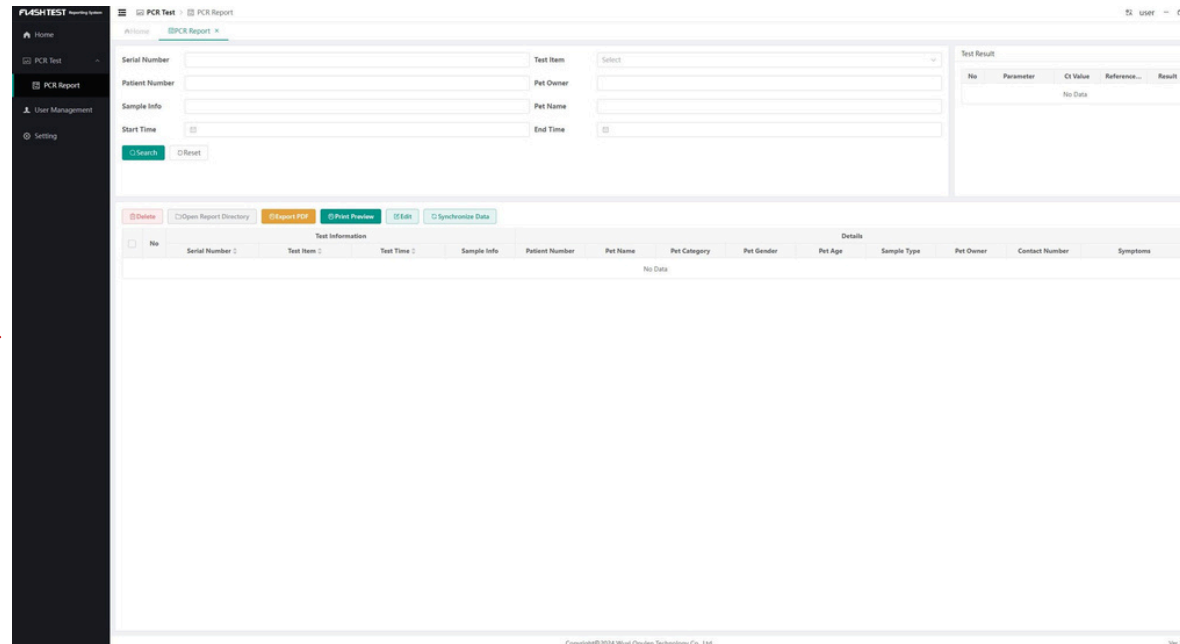 FLASHTEST Reporting System
PCR Test > PCR Report
user
Home
PCR Report ×
Home
PCR Test
PCR Report
User Management
Setting
Serial Number
Test Item Select
Patient Number
Pet Owner
Sample Info
Pet Name
Start Time
End Time
Search Reset
Test Result
No Parameter Ct Value Reference... Result
No Data
Delete Open Report Directory Export PDF Print Preview Edit Synchronize Data
No Test Information Details
Serial Number Test Item Test Time Sample Info Patient Number Pet Name Pet Category Pet Gender Pet Age Sample Type Pet Owner Contact Number Symptoms
No Data